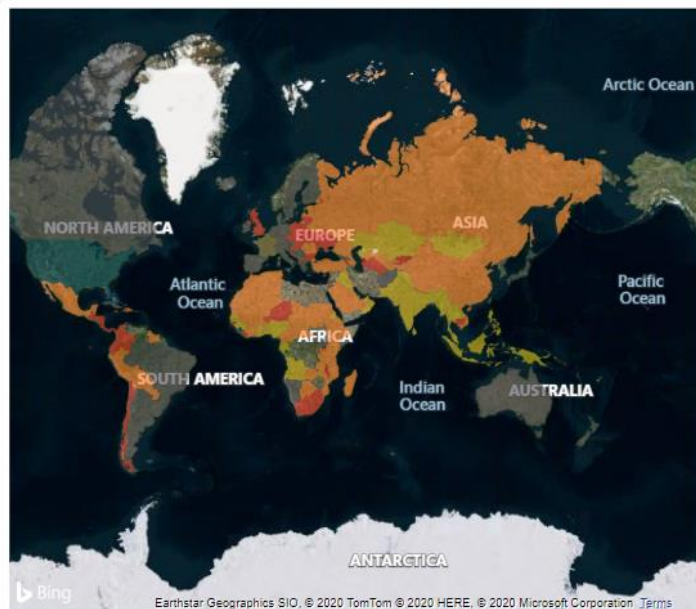 Arctic Ocean
NORTH AMERICA
EUROPE
ASIA
Atlantic
Ocean
Pacific
Ocean
AFRICA
SOUTH AMERICA
Indian
Ocean
AUSTRALIA
ANTARCTICA
Bing
Earthstar Geographics SIO, © 2020 TomTom © 2020 HERE, © 2020 Microsoft Corporation Terms